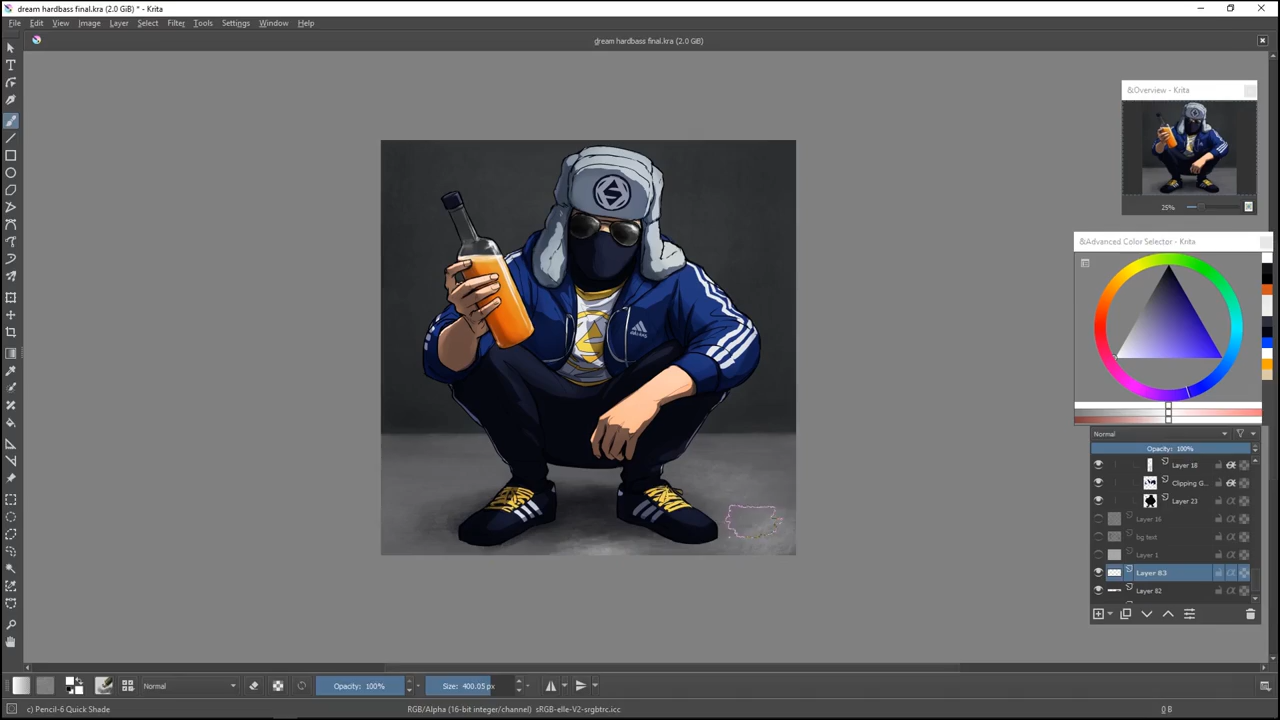 dream hardbass final.kra (2.0 GiB) * - Krita
File Edit View Image Layer Select Filter Tools Settings Window Help
dream hardbass final.kra (2.0 GiB)
&Overview - Krita
25%
&Advanced Color Selector - Krita
adidas
Normal
Opacity: 100%
Layer 18
Clipping G...
Layer 23
Layer 16
bg text
Layer 1
Layer 83
Layer 82
Normal
Opacity: 100%
Size: 400.05 px
c) Pencil-6 Quick Shade
RGB/Alpha (16-bit integer/channel) sRGB-elle-V2-srgbtrc.icc
0 B